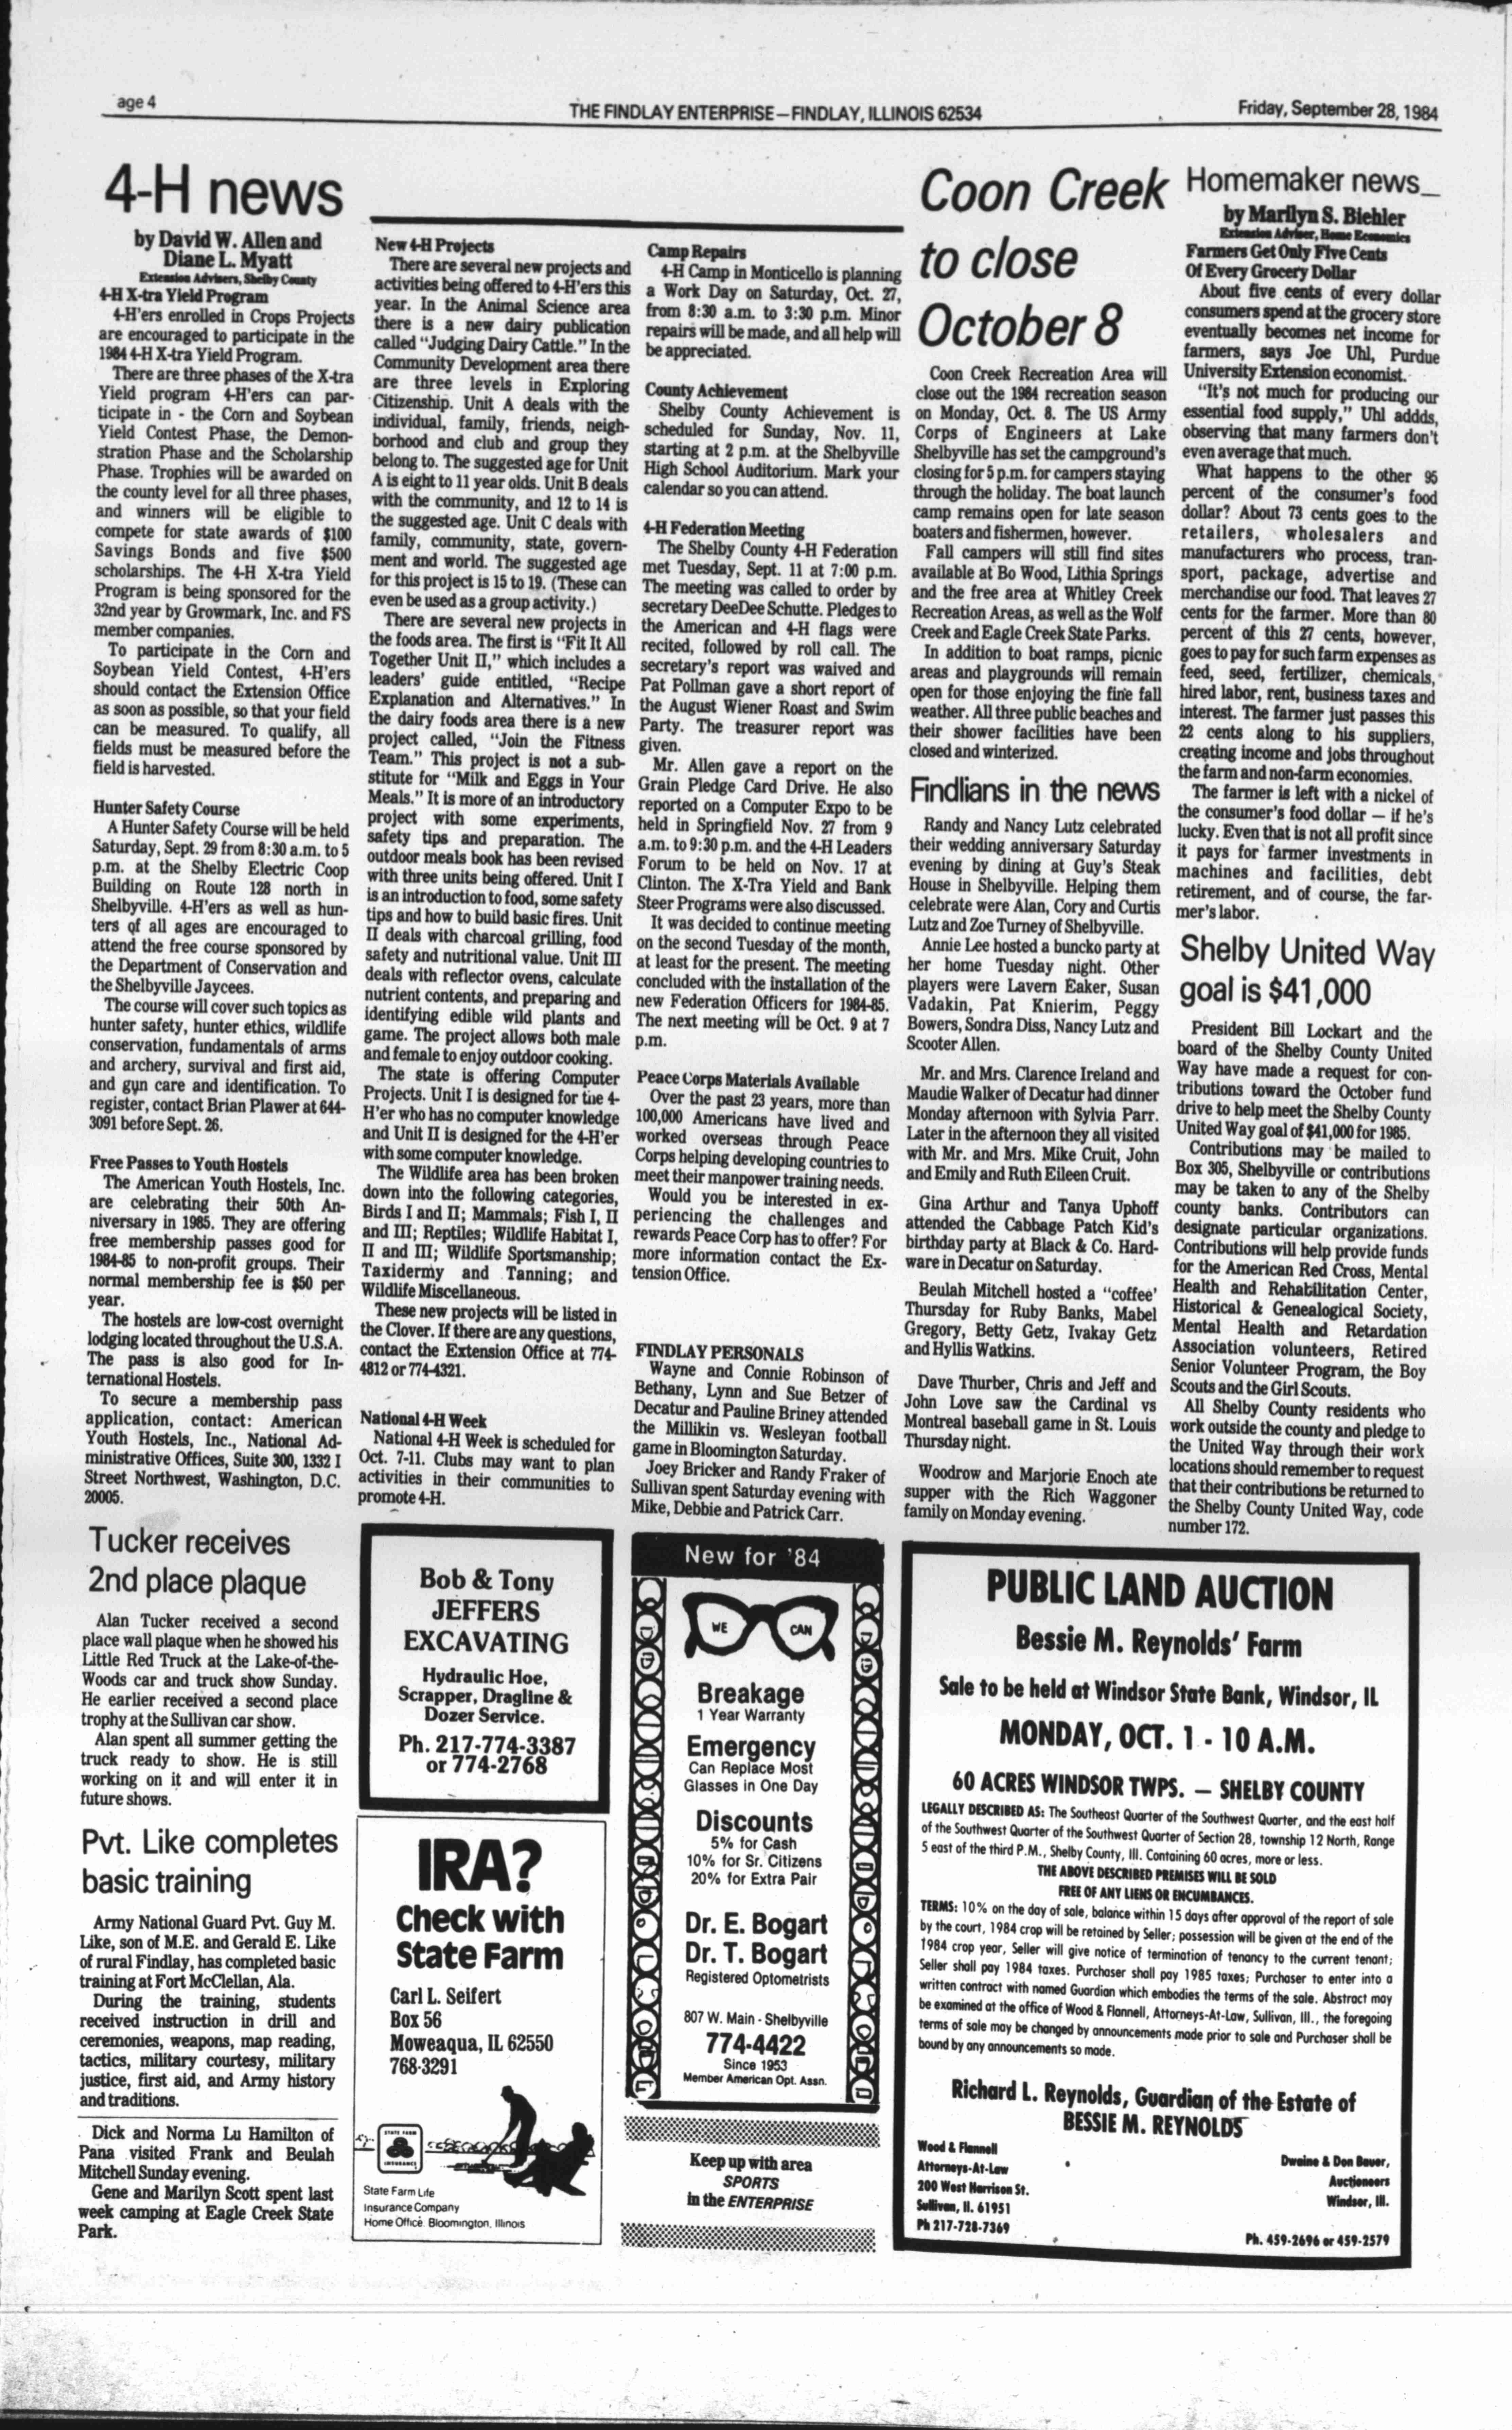 age 4
THE FINDLAY ENTERPRISE—FINDLAY, ILLINOIS 62534
Friday, September 28, 1984
4-H news
by David W. Allen and
Diane L. Myatt
Extension Advisers, Shelby County
4-H X-tra Yield Program
4-H'ers enrolled in Crops Projects
are encouraged to participate in the
1984 4-H X-tra Yield Program.
There are three phases of the X-tra
Yield program 4-H'ers can par-
ticipate in - the Corn and Soybean
Yield Contest Phase, the Demon-
stration Phase and the Scholarship
Phase. Trophies will be awarded on
the county level for all three phases,
and winners will be eligible to
compete for state awards of $100
Savings Bonds and five $500
scholarships. The 4-H X-tra Yield
Program is being sponsored for the
32nd year by Growmark, Inc. and FS
member companies.
To participate in the Corn and
Soybean Yield Contest, 4-H'ers
should contact the Extension Office
as soon as possible, so that your field
can be measured. To qualify, all
fields must be measured before the
field is harvested.
Hunter Safety Course
A Hunter Safety Course will be held
Saturday, Sept. 29 from 8:30 a.m. to 5
p.m. at the Shelby Electric Coop
Building on Route 128 north in
Shelbyville. 4-H'ers as well as hun-
ters of all ages are encouraged to
attend the free course sponsored by
the Department of Conservation and
the Shelbyville Jaycees.
The course will cover such topics as
hunter safety, hunter ethics, wildlife
conservation, fundamentals of arms
and archery, survival and first aid,
and gun care and identification. To
register, contact Brian Plawer at 644-
3091 before Sept. 26.
Free Passes to Youth Hostels
The American Youth Hostels, Inc.
are celebrating their 50th An-
niversary in 1985. They are offering
free membership passes good for
1984-85 to non-profit groups. Their
normal membership fee is $50 per
year.
The hostels are low-cost overnight
lodging located throughout the U.S.A.
The pass is also good for In-
ternational Hostels.
To secure a membership pass
application, contact: American
Youth Hostels, Inc., National Ad-
ministrative Offices, Suite 300, 1332 I
Street Northwest, Washington, D.C.
20005.
New 4-H Projects
There are several new projects and
activities being offered to 4-H'ers this
year. In the Animal Science area
there is a new dairy publication
called "Judging Dairy Cattle." In the
Community Development area there
are three levels in Exploring
Citizenship. Unit A deals with the
individual, family, friends, neigh-
borhood and club and group they
belong to. The suggested age for Unit
A is eight to 11 year olds. Unit B deals
with the community, and 12 to 14 is
the suggested age. Unit C deals with
family, community, state, govern-
ment and world. The suggested age
for this project is 15 to 19. (These can
even be used as a group activity.)
There are several new projects in
the foods area. The first is "Fit It All
Together Unit II," which includes a
leaders' guide entitled, "Recipe
Explanation and Alternatives." In
the dairy foods area there is a new
project called, "Join the Fitness
Team." This project is not a sub-
stitute for "Milk and Eggs in Your
Meals." It is more of an introductory
project with some experiments,
safety tips and preparation. The
outdoor meals book has been revised
with three units being offered. Unit I
is an introduction to food, some safety
tips and how to build basic fires. Unit
II deals with charcoal grilling, food
safety and nutritional value. Unit III
deals with reflector ovens, calculate
nutrient contents, and preparing and
identifying edible wild plants and
game. The project allows both male
and female to enjoy outdoor cooking.
The state is offering Computer
Projects. Unit I is designed for the 4-
H'er who has no computer knowledge
and Unit II is designed for the 4-H'er
with some computer knowledge.
The Wildlife area has been broken
down into the following categories,
Birds I and II; Mammals; Fish I, II
and III; Reptiles; Wildlife Habitat I,
II and III; Wildlife Sportsmanship;
Taxidermy and Tanning; and
Wildlife Miscellaneous.
These new projects will be listed in
the Clover. If there are any questions,
contact the Extension Office at 774-
4812 or 774-4321.
National 4-H Week
National 4-H Week is scheduled for
Oct. 7-11. Clubs may want to plan
activities in their communities to
promote 4-H.
Camp Repairs
4-H Camp in Monticello is planning
a Work Day on Saturday, Oct. 27,
from 8:30 a.m. to 3:30 p.m. Minor
repairs will be made, and all help will
be appreciated.
County Achievement
Shelby County Achievement is
scheduled for Sunday, Nov. 11,
starting at 2 p.m. at the Shelbyville
High School Auditorium. Mark your
calendar so you can attend.
4-H Federation Meeting
The Shelby County 4-H Federation
met Tuesday, Sept. 11 at 7:00 p.m.
The meeting was called to order by
secretary DeeDee Schutte. Pledges to
the American and 4-H flags were
recited, followed by roll call. The
secretary's report was waived and
Pat Pollman gave a short report of
the August Wiener Roast and Swim
Party. The treasurer report was
given.
Mr. Allen gave a report on the
Grain Pledge Card Drive. He also
reported on a Computer Expo to be
held in Springfield Nov. 27 from 9
a.m. to 9:30 p.m. and the 4-H Leaders
Forum to be held on Nov. 17 at
Clinton. The X-Tra Yield and Bank
Steer Programs were also discussed.
It was decided to continue meeting
on the second Tuesday of the month,
at least for the present. The meeting
concluded with the installation of the
new Federation Officers for 1984-85.
The next meeting will be Oct. 9 at 7
p.m.
Peace Corps Materials Available
Over the past 23 years, more than
100,000 Americans have lived and
worked overseas through Peace
Corps helping developing countries to
meet their manpower training needs.
Would you be interested in ex-
periencing the challenges and
rewards Peace Corp has to offer? For
more information contact the Ex-
tension Office.
FINDLAY PERSONALS
Wayne and Connie Robinson of
Bethany, Lynn and Sue Betzer of
Decatur and Pauline Briney attended
the Millikin vs. Wesleyan football
game in Bloomington Saturday.
Joey Bricker and Randy Fraker of
Sullivan spent Saturday evening with
Mike, Debbie and Patrick Carr.
Coon Creek
to close
October 8
Coon Creek Recreation Area will
close out the 1984 recreation season
on Monday, Oct. 8. The US Army
Corps of Engineers at Lake
Shelbyville has set the campground's
closing for 5 p.m. for campers staying
through the holiday. The boat launch
camp remains open for late season
boaters and fishermen, however.
Fall campers will still find sites
available at Bo Wood, Lithia Springs
and the free area at Whitley Creek
Recreation Areas, as well as the Wolf
Creek and Eagle Creek State Parks.
In addition to boat ramps, picnic
areas and playgrounds will remain
open for those enjoying the fine fall
weather. All three public beaches and
their shower facilities have been
closed and winterized.
Findlians in the news
Randy and Nancy Lutz celebrated
their wedding anniversary Saturday
evening by dining at Guy's Steak
House in Shelbyville. Helping them
celebrate were Alan, Cory and Curtis
Lutz and Zoe Turney of Shelbyville.
Annie Lee hosted a buncko party at
her home Tuesday night. Other
players were Lavern Eaker, Susan
Vadakin, Pat Knierim, Peggy
Bowers, Sondra Diss, Nancy Lutz and
Scooter Allen.
Mr. and Mrs. Clarence Ireland and
Maudie Walker of Decatur had dinner
Monday afternoon with Sylvia Parr.
Later in the afternoon they all visited
with Mr. and Mrs. Mike Cruit, John
and Emily and Ruth Eileen Cruit.
Gina Arthur and Tanya Uphoff
attended the Cabbage Patch Kid's
birthday party at Black & Co. Hard-
ware in Decatur on Saturday.
Beulah Mitchell hosted a "coffee'
Thursday for Ruby Banks, Mabel
Gregory, Betty Getz, Ivakay Getz
and Hyllis Watkins.
Dave Thurber, Chris and Jeff and
John Love saw the Cardinal vs
Montreal baseball game in St. Louis
Thursday night.
Woodrow and Marjorie Enoch ate
supper with the Rich Waggoner
family on Monday evening.
Homemaker news
by Marilyn S. Biehler
Extension Adviser, Home Economics
Farmers Get Only Five Cents
Of Every Grocery Dollar
About five cents of every dollar
consumers spend at the grocery store
eventually becomes net income for
farmers, says Joe Uhl, Purdue
University Extension economist.
"It's not much for producing our
essential food supply," Uhl addds,
observing that many farmers don't
even average that much.
What happens to the other 95
percent of the consumer's food
dollar? About 73 cents goes to the
retailers, wholesalers and
manufacturers who process, tran-
sport, package, advertise and
merchandise our food. That leaves 27
cents for the farmer. More than 80
percent of this 27 cents, however,
goes to pay for such farm expenses as
feed, seed, fertilizer, chemicals,
hired labor, rent, business taxes and
interest. The farmer just passes this
22 cents along to his suppliers,
creating income and jobs throughout
the farm and non-farm economies.
The farmer is left with a nickel of
the consumer's food dollar — if he's
lucky. Even that is not all profit since
it pays for farmer investments in
machines and facilities, debt
retirement, and of course, the far-
mer's labor.
Shelby United Way
goal is $41,000
President Bill Lockart and the
board of the Shelby County United
Way have made a request for con-
tributions toward the October fund
drive to help meet the Shelby County
United Way goal of $41,000 for 1985.
Contributions may be mailed to
Box 305, Shelbyville or contributions
may be taken to any of the Shelby
county banks. Contributors can
designate particular organizations.
Contributions will help provide funds
for the American Red Cross, Mental
Health and Rehabilitation Center,
Historical & Genealogical Society,
Mental Health and Retardation
Association volunteers, Retired
Senior Volunteer Program, the Boy
Scouts and the Girl Scouts.
All Shelby County residents who
work outside the county and pledge to
the United Way through their work
locations should remember to request
that their contributions be returned to
the Shelby County United Way, code
number 172.
Tucker receives
2nd place plaque
Alan Tucker received a second
place wall plaque when he showed his
Little Red Truck at the Lake-of-the-
Woods car and truck show Sunday.
He earlier received a second place
trophy at the Sullivan car show.
Alan spent all summer getting the
truck ready to show. He is still
working on it and will enter it in
future shows.
Pvt. Like completes
basic training
Army National Guard Pvt. Guy M.
Like, son of M.E. and Gerald E. Like
of rural Findlay, has completed basic
training at Fort McClellan, Ala.
During the training, students
received instruction in drill and
ceremonies, weapons, map reading,
tactics, military courtesy, military
justice, first aid, and Army history
and traditions.
Dick and Norma Lu Hamilton of
Pana visited Frank and Beulah
Mitchell Sunday evening.
Gene and Marilyn Scott spent last
week camping at Eagle Creek State
Park.
Bob & Tony
JEFFERS
EXCAVATING
Hydraulic Hoe,
Scrapper, Dragline &
Dozer Service.
Ph. 217-774-3387
or 774-2768
IRA?
Check with
State Farm
Carl L. Seifert
Box 56
Moweaqua, IL 62550
768-3291
STATE FARM
INSURANCE
State Farm Life
Insurance Company
Home Office Bloomington, Illinois
New for '84
WE CAN
Breakage
1 Year Warranty
Emergency
Can Replace Most
Glasses in One Day
Discounts
5% for Cash
10% for Sr. Citizens
20% for Extra Pair
Dr. E. Bogart
Dr. T. Bogart
Registered Optometrists
807 W. Main - Shelbyville
774-4422
Since 1953
Member American Opt. Assn.
Keep up with area
SPORTS
in the ENTERPRISE
PUBLIC LAND AUCTION
Bessie M. Reynolds' Farm
Sale to be held at Windsor State Bank, Windsor, IL
MONDAY, OCT. 1 - 10 A.M.
60 ACRES WINDSOR TWPS. — SHELBY COUNTY
LEGALLY DESCRIBED AS: The Southeast Quarter of the Southwest Quarter, and the east half
of the Southwest Quarter of the Southwest Quarter of Section 28, township 12 North, Range
5 east of the third P.M., Shelby County, Ill. Containing 60 acres, more or less.
THE ABOVE DESCRIBED PREMISES WILL BE SOLD
FREE OF ANY LIENS OR ENCUMBANCES.
TERMS: 10% on the day of sale, balance within 15 days after approval of the report of sale
by the court, 1984 crop will be retained by Seller; possession will be given at the end of the
1984 crop year, Seller will give notice of termination of tenancy to the current tenant;
Seller shall pay 1984 taxes. Purchaser shall pay 1985 taxes; Purchaser to enter into a
written contract with named Guardian which embodies the terms of the sale. Abstract may
be examined at the office of Wood & Flannell, Attorneys-At-Law, Sullivan, Ill., the foregoing
terms of sale may be changed by announcements made prior to sale and Purchaser shall be
bound by any announcements so made.
Richard L. Reynolds, Guardian of the Estate of
BESSIE M. REYNOLDS
Wood & Flannell
Attorneys-At-Law
200 West Harrison St.
Sullivan, Il. 61951
Ph 217-728-7369
Dwaine & Don Bauer,
Auctioneers
Windsor, Ill.
Ph. 459-2696 or 459-2579